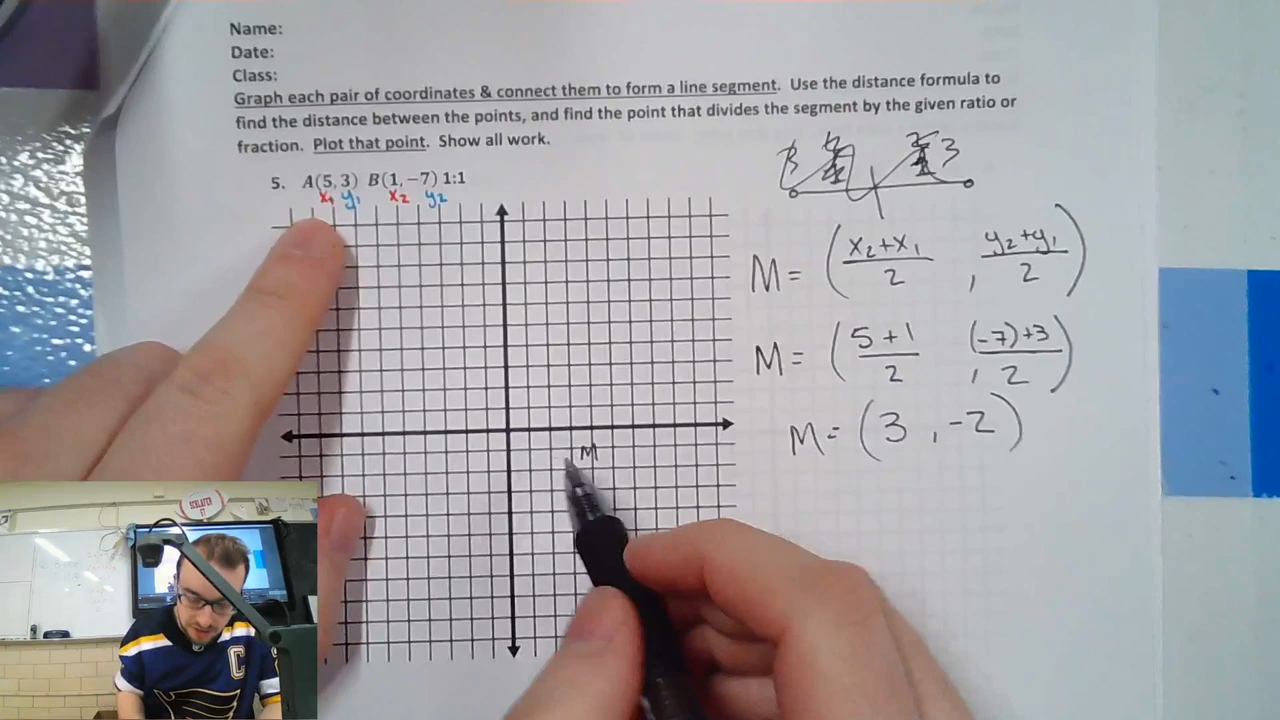 Name:
Date:
Class:
Graph each pair of coordinates & connect them to form a line segment. Use the distance formula to
find the distance between the points, and find the point that divides the segment by the given ratio or
fraction. Plot that point. Show all work.
5. A(5,3) B(1,−7) 1:1
x₁ y₁ x₂ y₂
3
M = (x₂+x₁/2 , y₂+y₁/2)
M = (5+1/2 , (-7)+3/2)
M = (3 , -2)
M
C